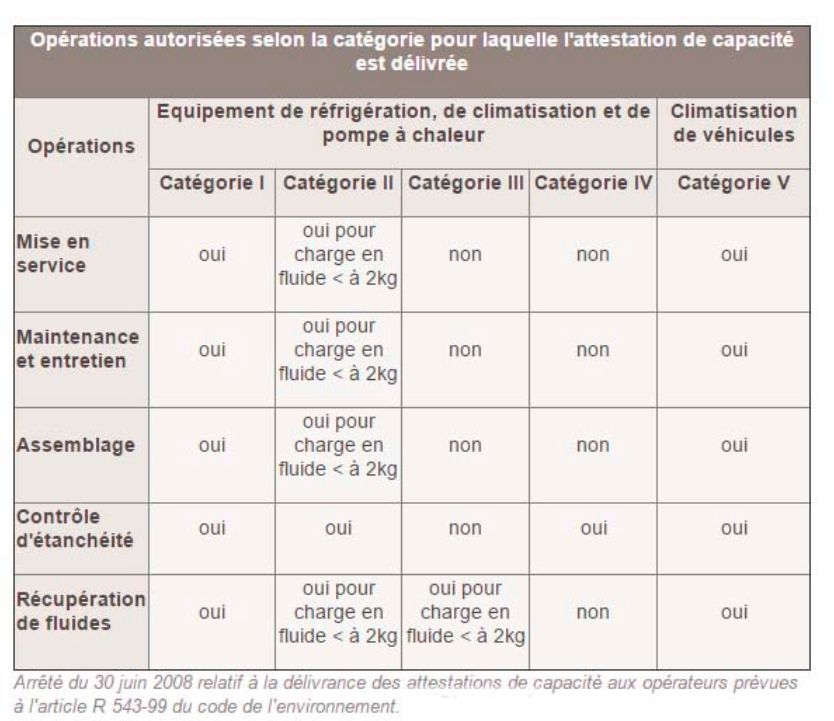 Opérations autorisées selon la catégorie pour laquelle l'attestation de capacité
est délivrée
Opérations
Equipement de réfrigération, de climatisation et de
pompe à chaleur
Climatisation
de véhicules
Catégorie I
Catégorie II
Catégorie III
Catégorie IV
Catégorie V
Mise en
service
oui
oui pour
charge en
fluide < à 2kg
non
non
oui
Maintenance
et entretien
oui
oui pour
charge en
fluide < à 2kg
non
non
oui
Assemblage
oui
oui pour
charge en
fluide < à 2kg
non
non
oui
Contrôle
d'étanchéité
oui
oui
non
oui
oui
Récupération
de fluides
oui
oui pour
charge en
fluide < à 2kg
oui pour
charge en
fluide < à 2kg
non
oui
Arrêté du 30 juin 2008 relatif à la délivrance des attestations de capacité aux opérateurs prévues
à l'article R 543-99 du code de l'environnement.